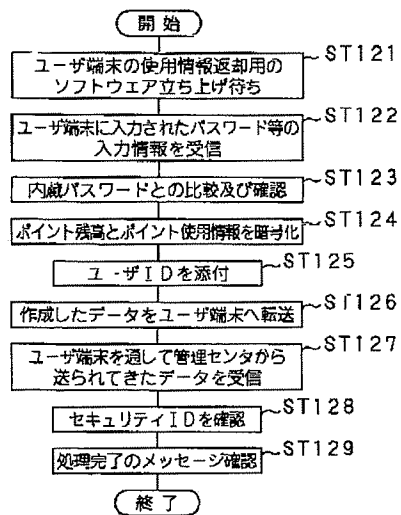 開始
ユーザ端末の使用情報返却用の
ソフトウェア立ち上げ待ち
ST121
ユーザ端末に入力されたパスワード等の
入力情報を受信
ST122
内蔵パスワードとの比較及び確認
ST123
ポイント残高とポイント使用情報を暗号化
ST124
ユーザIDを添付
ST125
作成したデータをユーザ端末へ転送
ST126
ユーザ端末を通して管理センタから
送られてきたデータを受信
ST127
セキュリティIDを確認
ST128
処理完了のメッセージ確認
ST129
終了